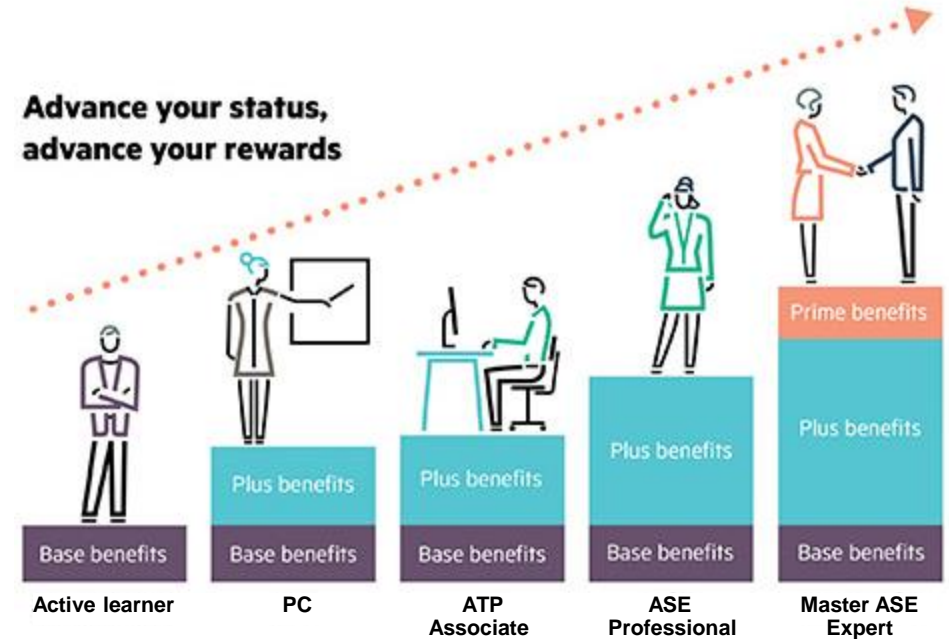 Advance your status,
advance your rewards
Prime benefits
Plus benefits
Plus benefits
Plus benefits
Plus benefits
Base benefits
Base benefits
Base benefits
Base benefits
Base benefits
Active learner
PC
ATP
Associate
ASE
Professional
Master ASE
Expert